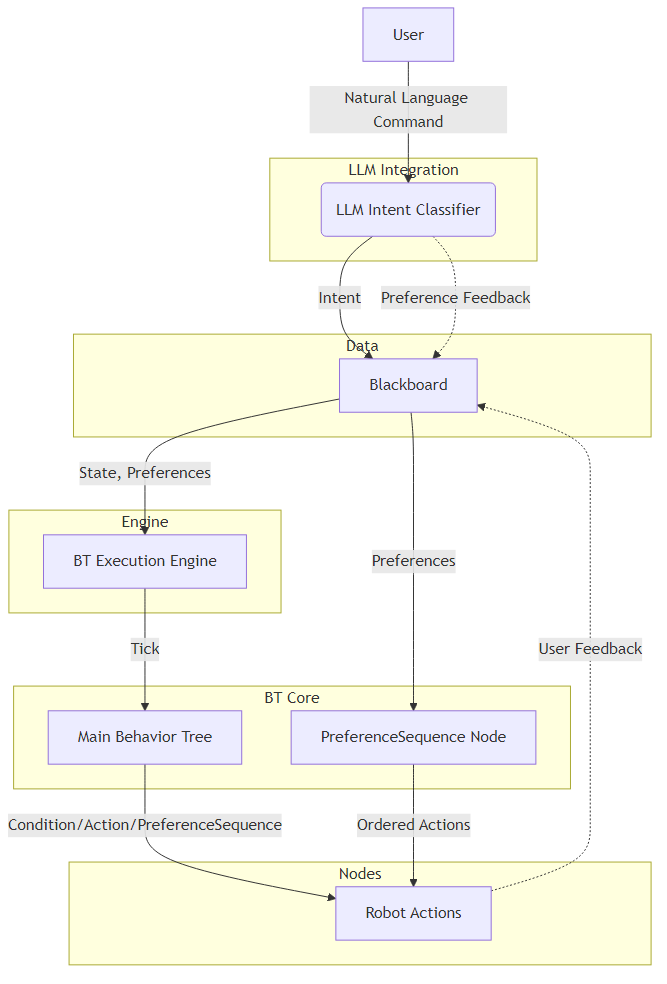 User
Natural Language
Command
LLM Integration
LLM Intent Classifier
Intent
Preference Feedback
Data
Blackboard
State, Preferences
Engine
BT Execution Engine
Preferences
Tick
User Feedback
BT Core
Main Behavior Tree
PreferenceSequence Node
Condition/Action/PreferenceSequence
Ordered Actions
Nodes
Robot Actions